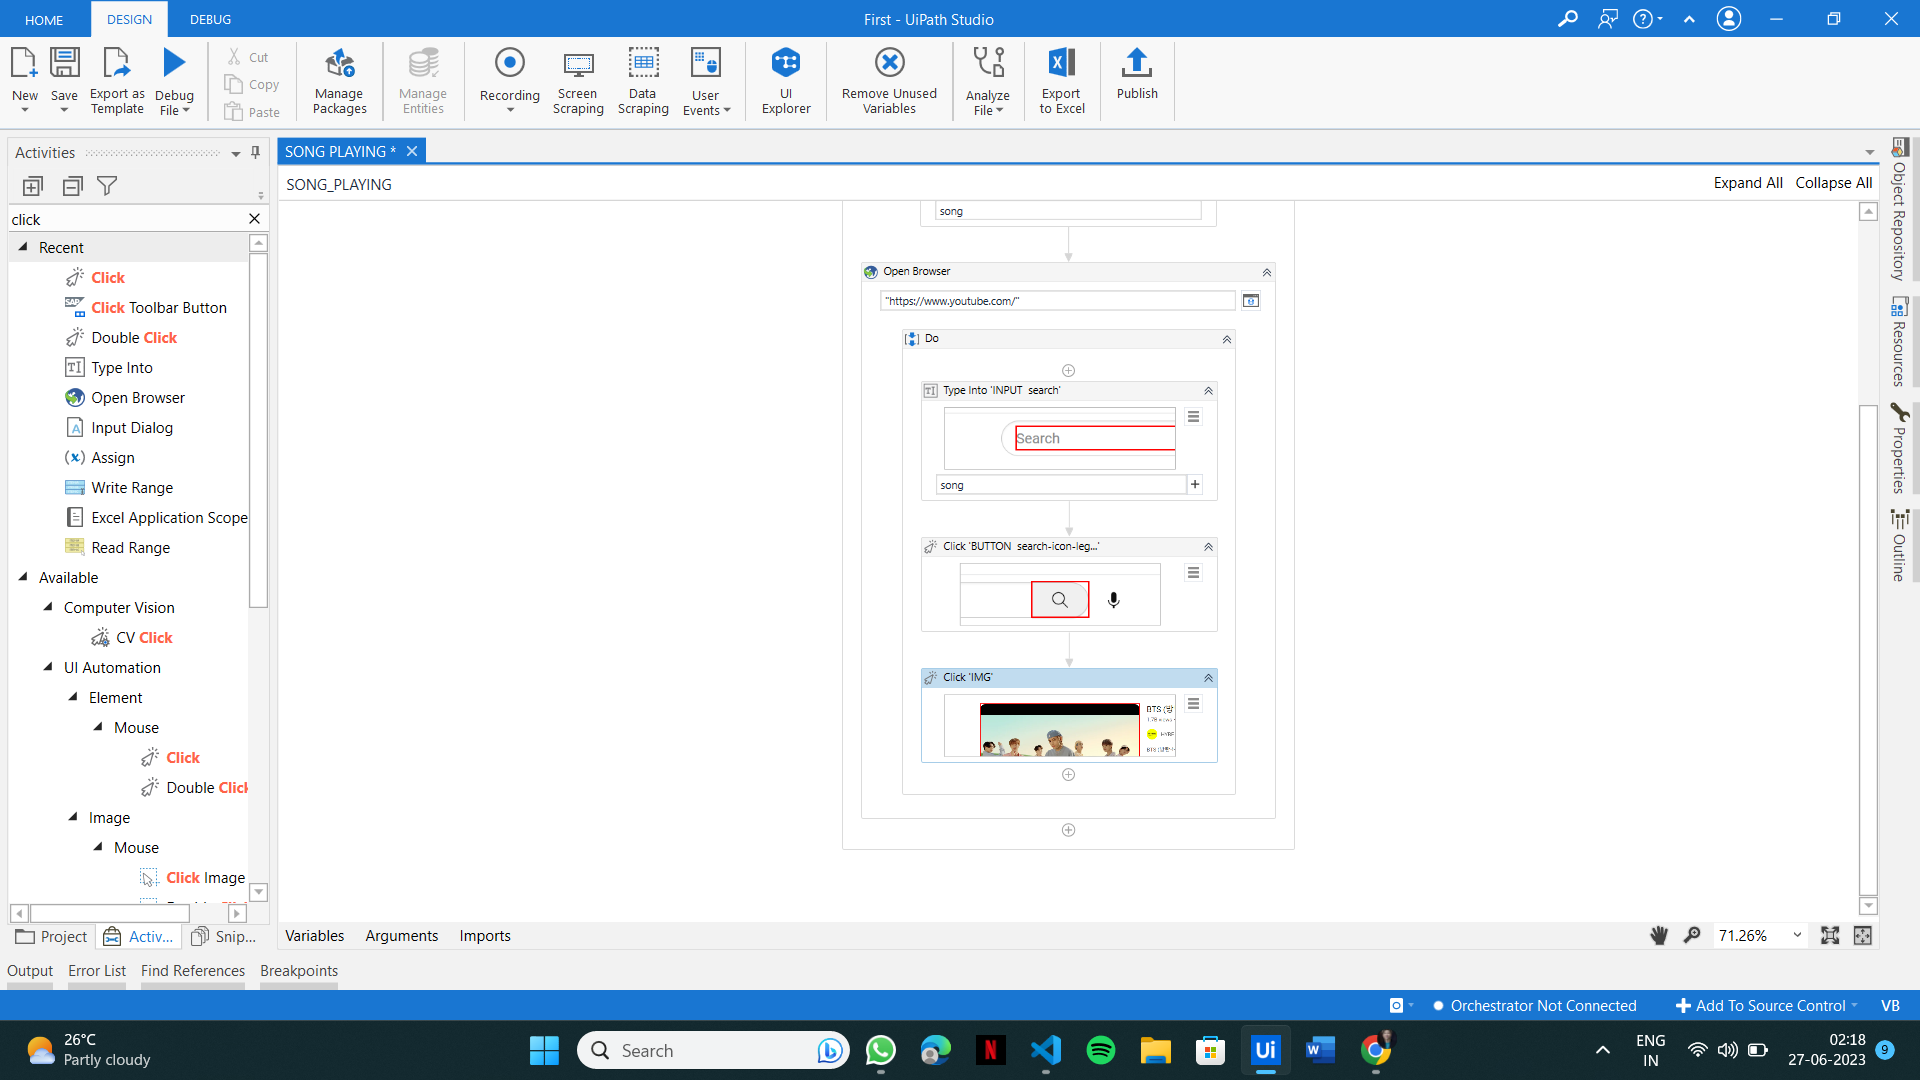 HOME
DESIGN
DEBUG
First - UiPath Studio
New
Save
Export as
Template
Debug
File
Cut
Copy
Paste
Manage
Packages
Manage
Entities
Recording
Screen
Scraping
Data
Scraping
User
Events
UI
Explorer
Remove Unused
Variables
Analyze
File
Export
to Excel
Publish
Activities
click
Recent
Click
Click Toolbar Button
Double Click
Type Into
Open Browser
Input Dialog
Assign
Write Range
Excel Application Scope
Read Range
Available
Computer Vision
CV Click
UI Automation
Element
Mouse
Click
Double Click
Image
Mouse
Click Image
Project
Activ...
Snip...
SONG PLAYING *
SONG_PLAYING
Expand All
Collapse All
song
Open Browser
"https://www.youtube.com/"
Do
Type Into 'INPUT search'
Search
song
Click 'BUTTON search-icon-leg...'
Click 'IMG'
BTS (방
HYBE
Variables
Arguments
Imports
71.26%
Object Repository
Resources
Properties
Outline
Output
Error List
Find References
Breakpoints
Orchestrator Not Connected
Add To Source Control
VB
26°C
Partly cloudy
Search
ENG
IN
02:18
27-06-2023
9